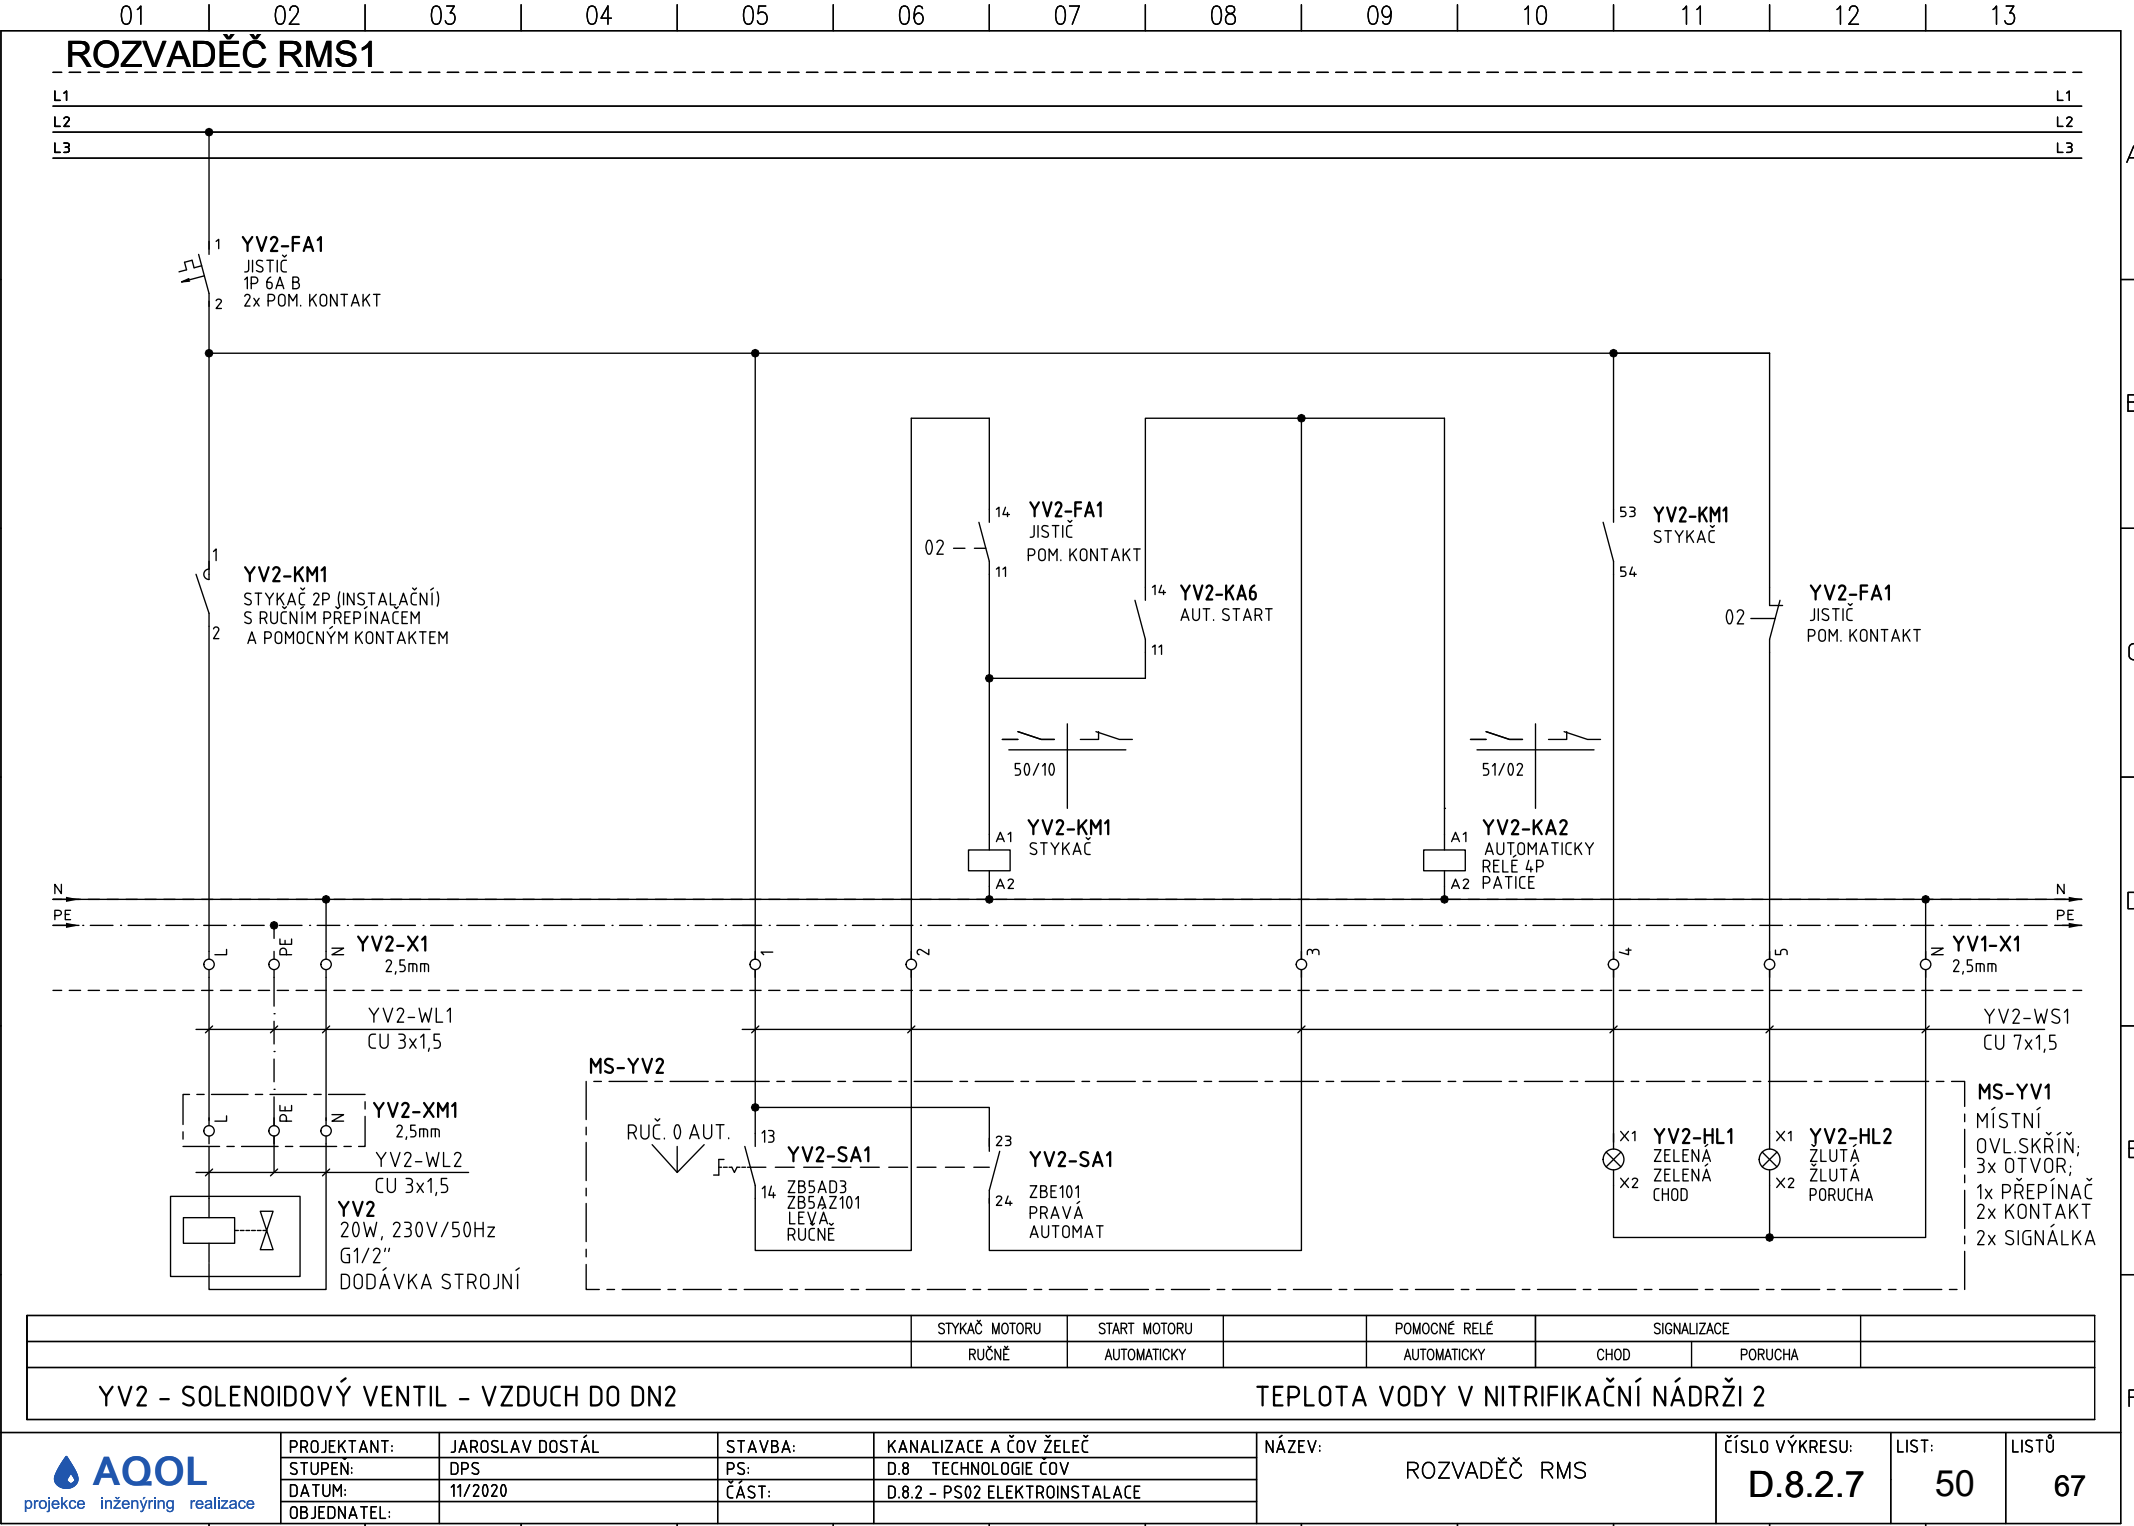 01 02 03 04 05 06 07 08 09 10 11 12 13
ROZVADĚČ RMS1
L1 L1
L2 L2
L3 L3
A
1 YV2-FA1
JISTIČ
1P 6A B
2 2x POM. KONTAKT
B
14 YV2-FA1
JISTIČ
02 POM. KONTAKT
11
53 YV2-KM1
STYKAČ
54
1
YV2-KM1
STYKAČ 2P (INSTALAČNÍ)
S RUČNÍM PŘEPÍNAČEM
2 A POMOCNÝM KONTAKTEM
14 YV2-KA6
AUT. START
11
YV2-FA1
02 JISTIČ
POM. KONTAKT
C
50/10
51/02
A1 YV2-KM1
STYKAČ
A2
A1 YV2-KA2
AUTOMATICKY
RELÉ 4P
A2 PATICE
N N
D
PE PE
L PE N YV2-X1
2,5mm
1 2 3 4 5 N YV1-X1
2,5mm
YV2-WL1
CU 3x1,5
YV2-WS1
CU 7x1,5
MS-YV2
L PE N YV2-XM1
2,5mm
YV2-WL2
CU 3x1,5
YV2
20W, 230V/50Hz
G1/2"
DODÁVKA STROJNÍ
RUČ. 0 AUT.
13
YV2-SA1
14 ZB5AD3
ZB5AZ101
LEVÁ
RUČNĚ
23
YV2-SA1
24 ZBE101
PRAVÁ
AUTOMAT
X1 YV2-HL1
ZELENÁ
X2 ZELENÁ
CHOD
X1 YV2-HL2
ŽLUTÁ
X2 ŽLUTÁ
PORUCHA
MS-YV1
MÍSTNÍ
OVL.SKŘÍŇ;
3x OTVOR;
1x PŘEPÍNAČ
2x KONTAKT
2x SIGNÁLKA
E
STYKAČ MOTORU START MOTORU POMOCNÉ RELÉ SIGNALIZACE
RUČNĚ AUTOMATICKY AUTOMATICKY CHOD PORUCHA
YV2 - SOLENOIDOVÝ VENTIL - VZDUCH DO DN2 TEPLOTA VODY V NITRIFIKAČNÍ NÁDRŽI 2
F
AQOL
projekce inženýring realizace
PROJEKTANT: JAROSLAV DOSTÁL
STUPEŇ: DPS
DATUM: 11/2020
OBJEDNATEL:
STAVBA: KANALIZACE A ČOV ŽELEČ
PS: D.8 TECHNOLOGIE ČOV
ČÁST: D.8.2 - PS02 ELEKTROINSTALACE
NÁZEV:
ROZVADĚČ RMS
ČÍSLO VÝKRESU:
D.8.2.7
LIST:
50
LISTŮ
67